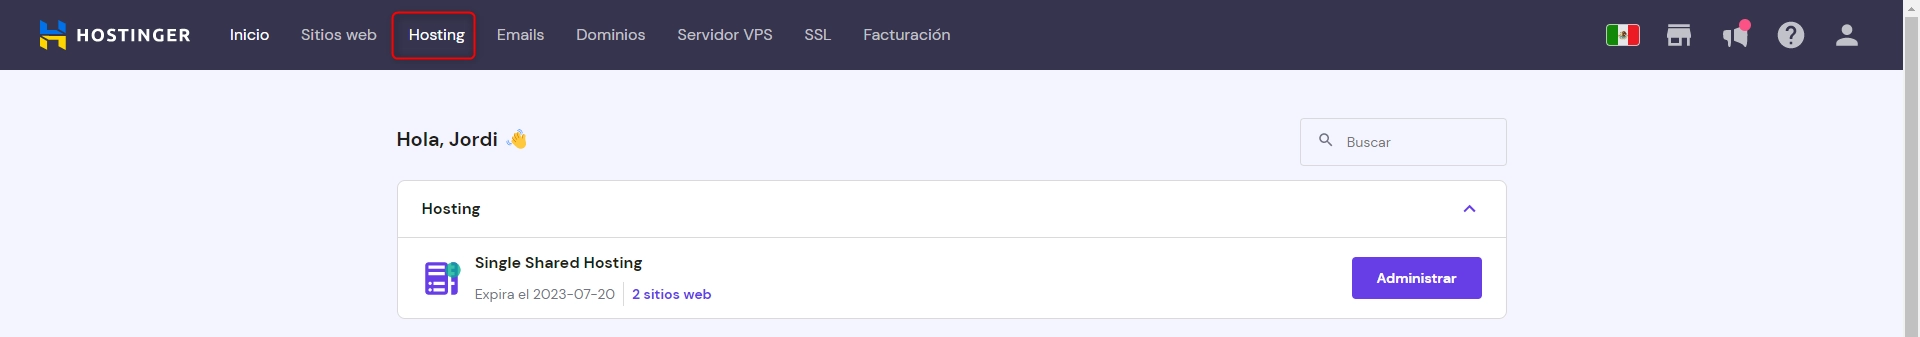 HOSTINGER Inicio Sitios web Hosting Emails Dominios Servidor VPS SSL Facturación
Hola, Jordi
Buscar
Hosting
Single Shared Hosting
Expira el 2023-07-20 2 sitios web
Administrar